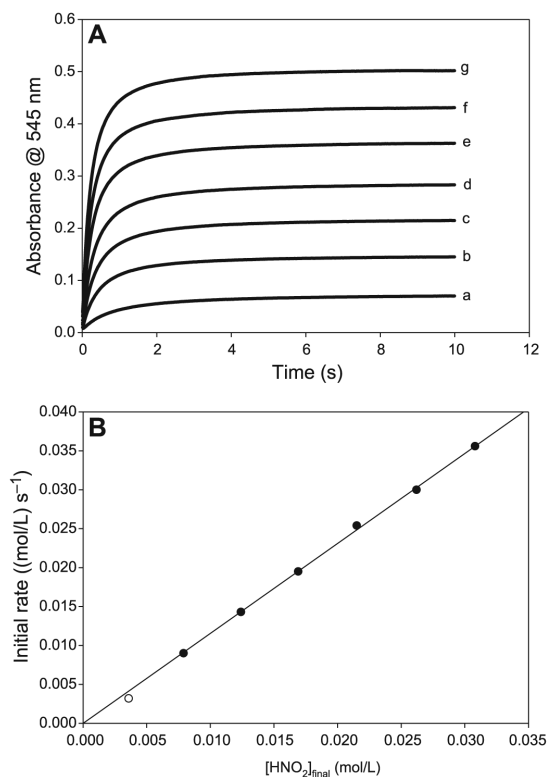 A
0.6
0.5
0.4
0.3
0.2
0.1
0.0
Absorbance @ 545 nm
g
f
e
d
c
b
a
0 2 4 6 8 10 12
Time (s)
B
0.040
0.035
0.030
0.025
0.020
0.015
0.010
0.005
0.000
Initial rate ((mol/L) s⁻¹)
0.000 0.005 0.010 0.015 0.020 0.025 0.030 0.035
[HNO₂]final (mol/L)